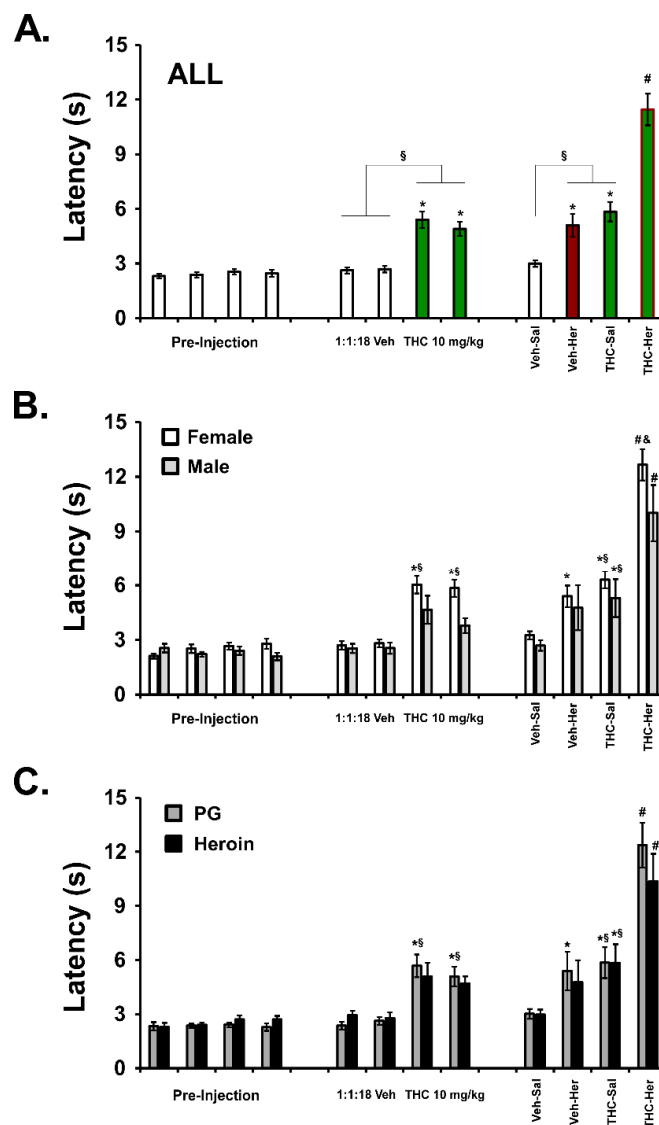 A.
ALL
Latency (s)
15
12
9
6
3
0
§
§
*
*
*
*
#
Pre-Injection
1:1:18 Veh
THC 10 mg/kg
Veh-Sal
Veh-Her
THC-Sal
THC-Her
B.
Female
Male
Latency (s)
15
12
9
6
3
0
*§
*§
*
*§
*§
#&
#
Pre-Injection
1:1:18 Veh
THC 10 mg/kg
Veh-Sal
Veh-Her
THC-Sal
THC-Her
C.
PG
Heroin
Latency (s)
15
12
9
6
3
0
*§
*§
*
*§
*§
#
#
Pre-Injection
1:1:18 Veh
THC 10 mg/kg
Veh-Sal
Veh-Her
THC-Sal
THC-Her